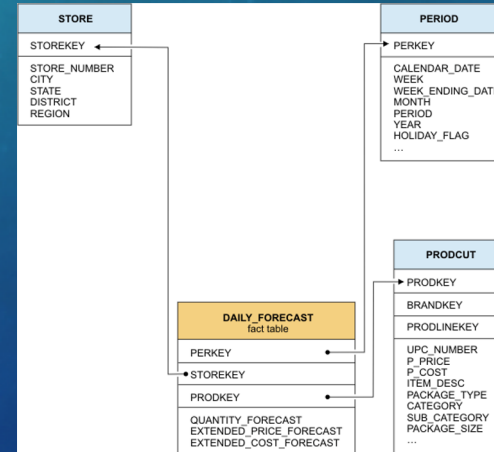 STORE
STOREKEY
STORE_NUMBER
CITY
STATE
DISTRICT
REGION
PERIOD
PERKEY
CALENDAR_DATE
WEEK
WEEK_ENDING_DAT
MONTH
PERIOD
YEAR
HOLIDAY_FLAG
...
DAILY_FORECAST
fact table
PERKEY
STOREKEY
PRODKEY
QUANTITY_FORECAST
EXTENDED_PRICE_FORECAST
EXTENDED_COST_FORECAST
PRODCUT
PRODKEY
BRANDKEY
PRODLINEKEY
UPC_NUMBER
P_PRICE
P_COST
ITEM_DESC
PACKAGE_TYPE
CATEGORY
SUB_CATEGORY
PACKAGE_SIZE
...